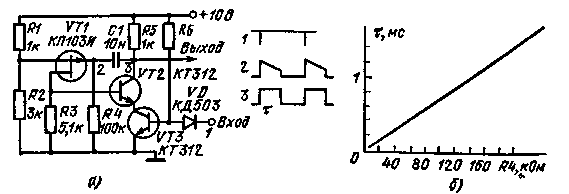 +10В
R1
1к
VT1
КП103И
C1
10н
R5
1к
R6
Выход
КТ312
2
3
VT2
VD
КД503
R2
3к
R3
5,1к
R4
100к
VT3
КТ312
1
Вход
а)
1
2
3
τ
τ, мс
1
0
40 80 120 160 R4, кОм
б)